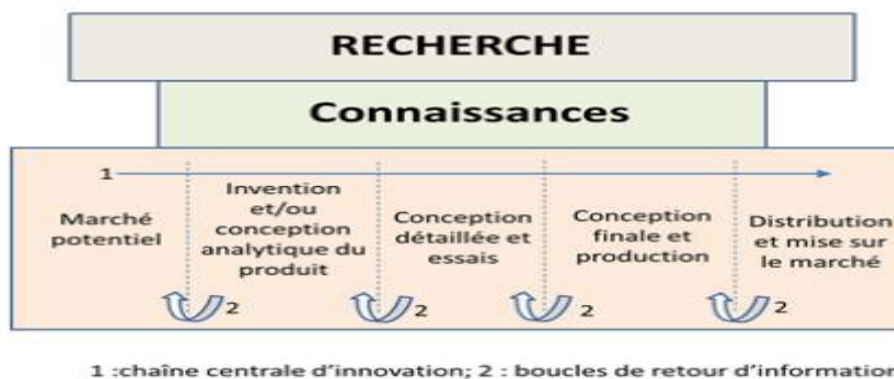 RECHERCHE
Connaissances
1
Marché
potentiel
Invention
et/ou
conception
analytique du
produit
Conception
détaillée et
essais
Conception
finale et
production
Distribution
et mise sur
le marché
2
2
2
2
1 :chaîne centrale d'innovation; 2 : boucles de retour d'information